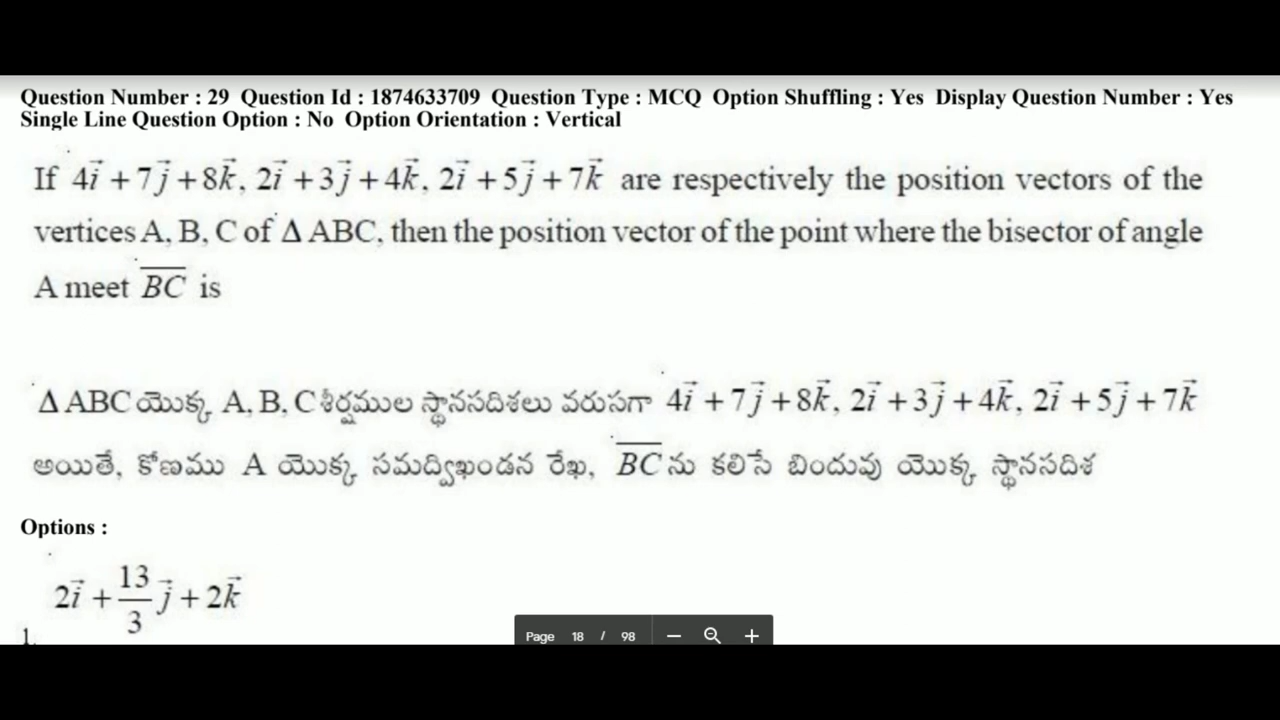 Question Number : 29 Question Id : 1874633709 Question Type : MCQ Option Shuffling : Yes Display Question Number : Yes
Single Line Question Option : No Option Orientation : Vertical
If 4i⃗ + 7j⃗ + 8k⃗, 2i⃗ + 3j⃗ + 4k⃗, 2i⃗ + 5j⃗ + 7k⃗ are respectively the position vectors of the
vertices A, B, C of Δ ABC, then the position vector of the point where the bisector of angle
A meet B̅C̅ is
Δ ABC యొక్క A, B, C శీర్షముల స్థానసదిశలు వరుసగా 4i⃗ + 7j⃗ + 8k⃗, 2i⃗ + 3j⃗ + 4k⃗, 2i⃗ + 5j⃗ + 7k⃗
అయితే, కోణము A యొక్క సమద్విఖండన రేఖ, B̅C̅ ను కలిసే బిందువు యొక్క స్థానసదిశ
Options :
2i⃗ + 13/3 j⃗ + 2k⃗
1.
Page 18 / 98